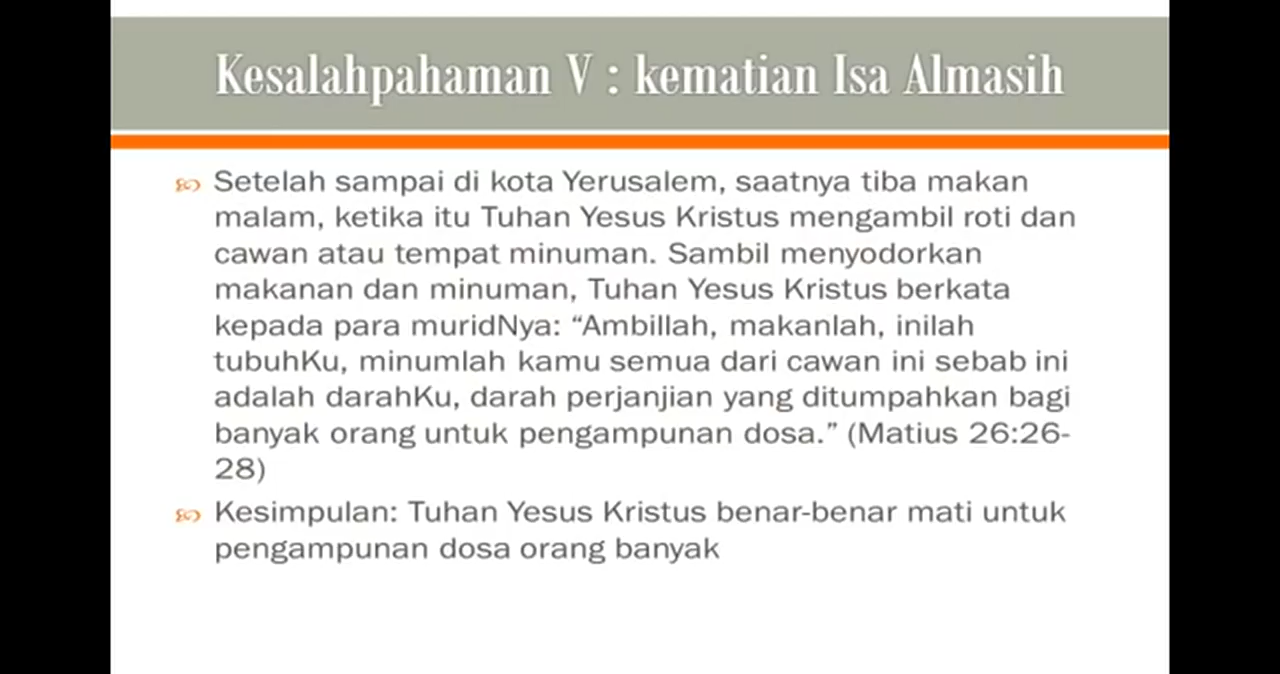 Kesalahpahaman V : kematian Isa Almasih
Setelah sampai di kota Yerusalem, saatnya tiba makan
malam, ketika itu Tuhan Yesus Kristus mengambil roti dan
cawan atau tempat minuman. Sambil menyodorkan
makanan dan minuman, Tuhan Yesus Kristus berkata
kepada para muridNya: “Ambillah, makanlah, inilah
tubuhKu, minumlah kamu semua dari cawan ini sebab ini
adalah darahKu, darah perjanjian yang ditumpahkan bagi
banyak orang untuk pengampunan dosa.” (Matius 26:26-
28)
Kesimpulan: Tuhan Yesus Kristus benar-benar mati untuk
pengampunan dosa orang banyak